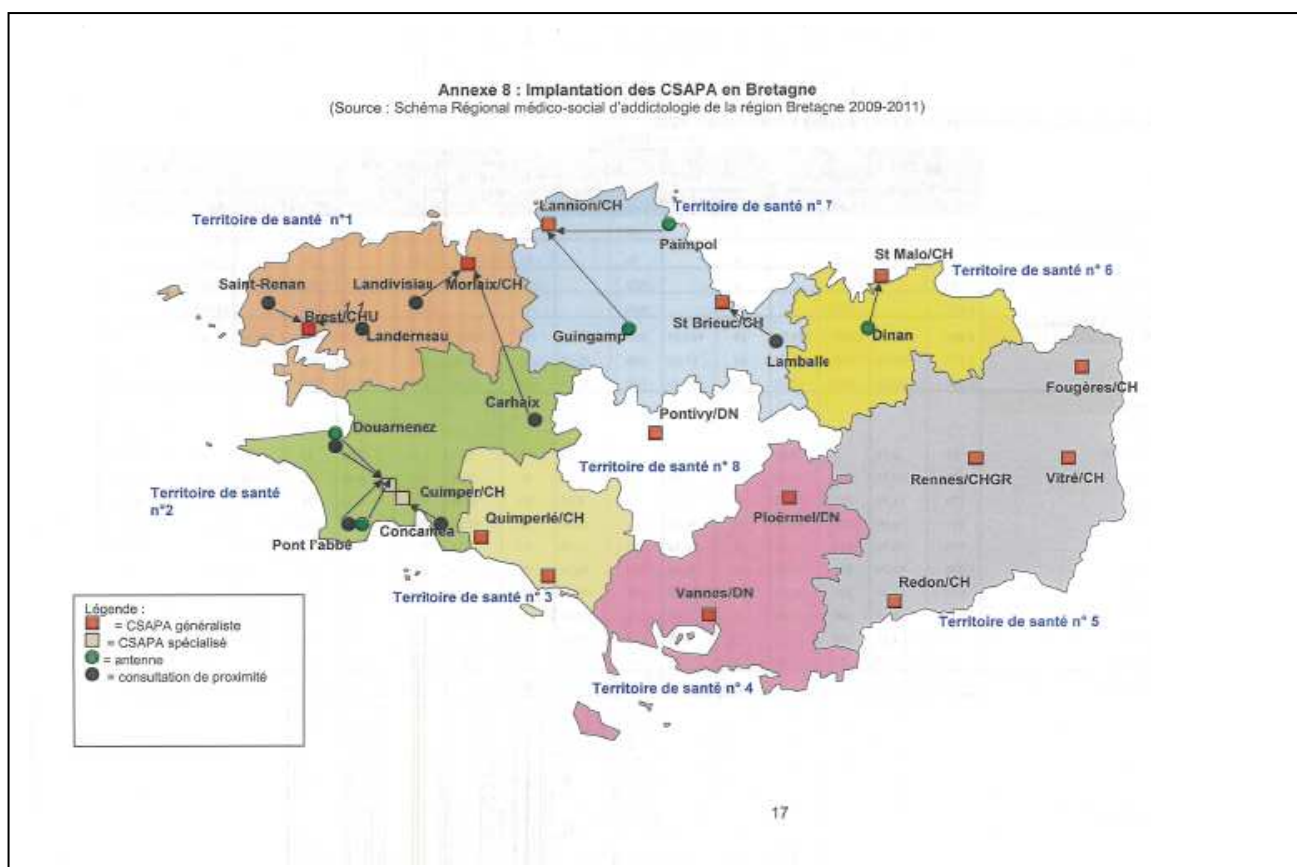 Annexe 8 : Implantation des CSAPA en Bretagne
(Source : Schéma Régional médico-social d'addictologie de la région Bretagne 2009-2011)
Territoire de santé n°1
Lannion/CH
Territoire de santé n° 7
Paimpol
St Malo/CH
Territoire de santé n° 6
Saint-Renan
Landivisiau
Morlaix/CH
Brest/CHU
Landerneau
Guingamp
St Brieuc/CH
Lamballe
Dinan
Fougères/CH
Carhaix
Pontivy/DN
Douarnenez
Territoire de santé n° 8
Rennes/CHGR
Vitré/CH
Territoire de santé
n°2
Quimper/CH
Quimperlé/CH
Ploërmel/DN
Pont l'abbé
Concarnea
Redon/CH
Territoire de santé n° 3
Vannes/DN
Territoire de santé n° 5
Légende :
= CSAPA généraliste
= CSAPA spécialisé
= antenne
= consultation de proximité
Territoire de santé n° 4
17